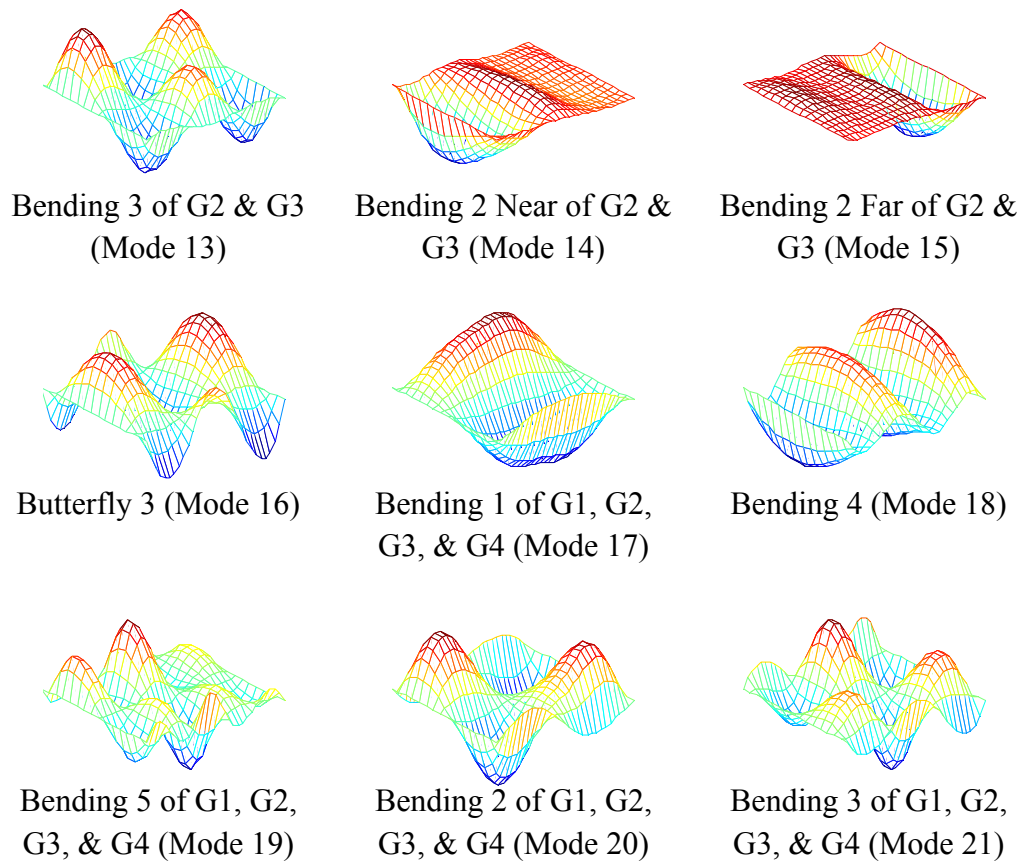 Bending 3 of G2 & G3
(Mode 13)
Bending 2 Near of G2 &
G3 (Mode 14)
Bending 2 Far of G2 &
G3 (Mode 15)
Butterfly 3 (Mode 16)
Bending 1 of G1, G2,
G3, & G4 (Mode 17)
Bending 4 (Mode 18)
Bending 5 of G1, G2,
G3, & G4 (Mode 19)
Bending 2 of G1, G2,
G3, & G4 (Mode 20)
Bending 3 of G1, G2,
G3, & G4 (Mode 21)